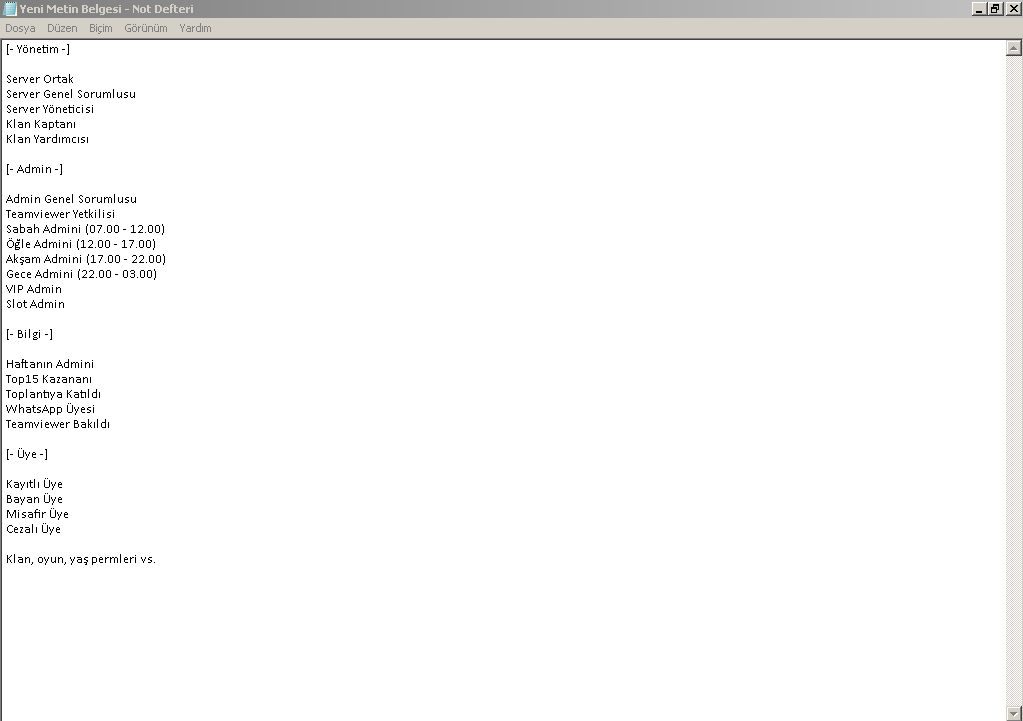 Yeni Metin Belgesi - Not Defteri
Dosya Düzen Biçim Görünüm Yardım
[- Yönetim -]
Server Ortak
Server Genel Sorumlusu
Server Yöneticisi
Klan Kaptanı
Klan Yardımcısı
[- Admin -]
Admin Genel Sorumlusu
Teamviewer Yetkilisi
Sabah Admini (07.00 - 12.00)
Öğle Admini (12.00 - 17.00)
Akşam Admini (17.00 - 22.00)
Gece Admini (22.00 - 03.00)
VIP Admin
Slot Admin
[- Bilgi -]
Haftanın Admini
Top15 Kazananı
Toplantıya Katıldı
WhatsApp Üyesi
Teamviewer Bakıldı
[- Üye -]
Kayıtlı Üye
Bayan Üye
Misafir Üye
Cezalı Üye
Klan, oyun, yaş permleri vs.